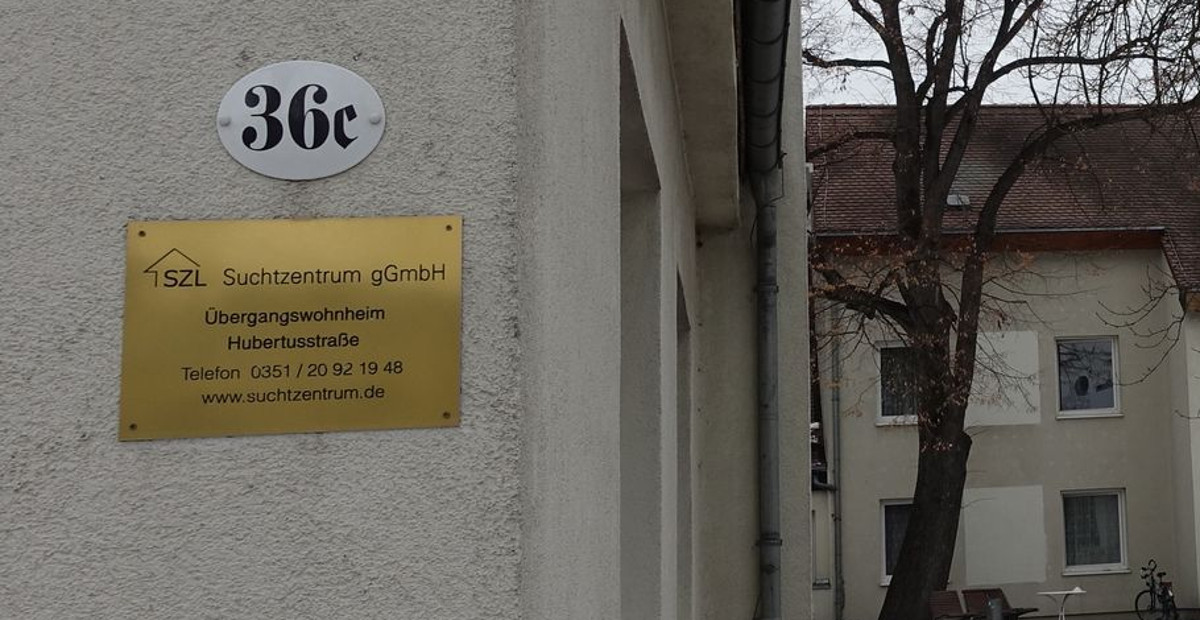 36c
SZL Suchtzentrum gGmbH
Übergangswohnheim
Hubertusstraße
Telefon 0351 / 20 92 19 48
www.suchtzentrum.de